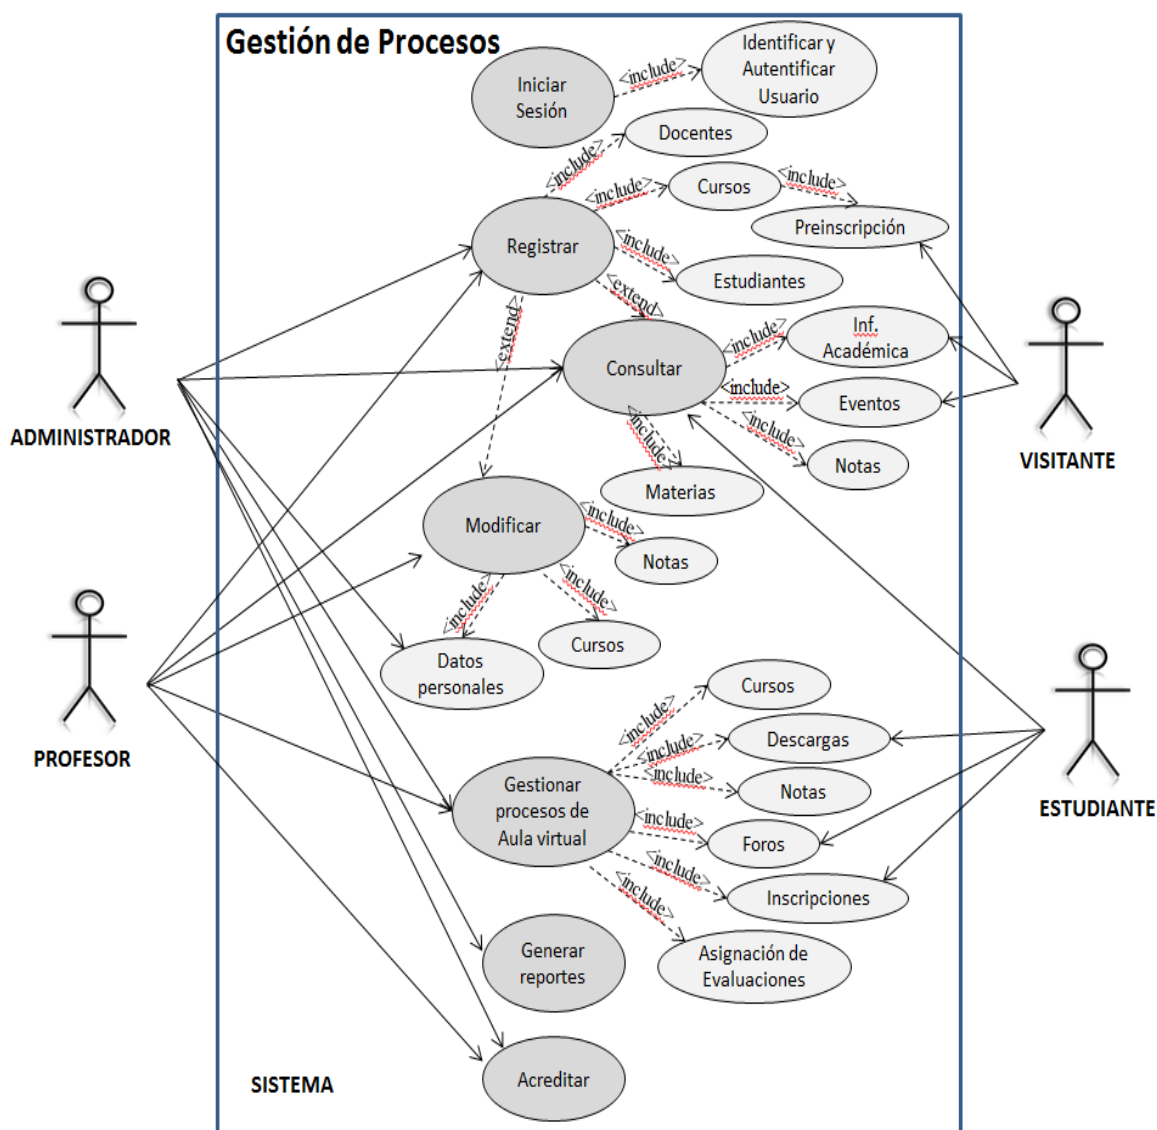 Gestión de Procesos
Identificar y
Autentificar
Usuario
<include>
Iniciar
Sesión
Docentes
<include>
<include>
Cursos
<include>
Preinscripción
Registrar
<include>
Estudiantes
<extend>
<extend>
Inf.
Académica
<include>
Consultar
<include>
Eventos
<include>
Notas
<include>
Materias
ADMINISTRADOR
VISITANTE
Modificar
<include>
Notas
<include>
<include>
Cursos
Datos
personales
PROFESOR
Cursos
<include>
<include>
Descargas
<include>
Notas
Gestionar
procesos de
Aula virtual
<include>
Foros
<include>
Inscripciones
<include>
Asignación de
Evaluaciones
ESTUDIANTE
Generar
reportes
Acreditar
SISTEMA